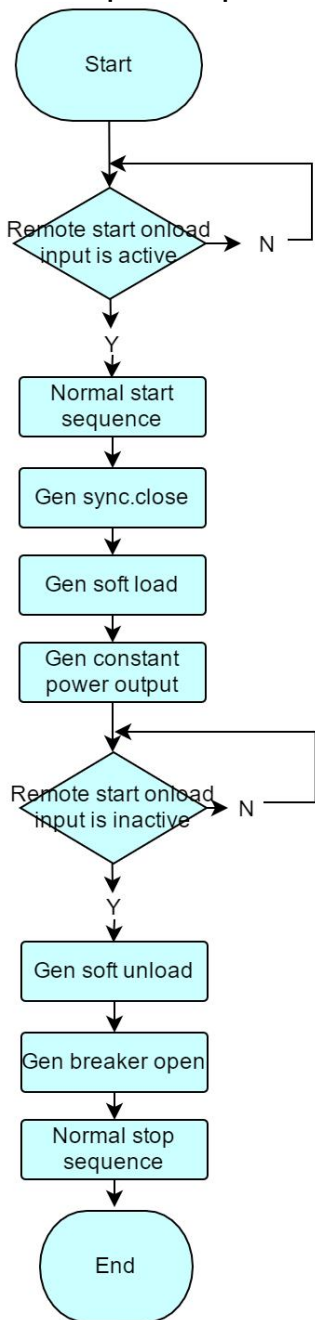 Start
Remote start onload
input is active
N
Y
Normal start
sequence
Gen sync.close
Gen soft load
Gen constant
power output
Remote start onload
input is inactive
N
Y
Gen soft unload
Gen breaker open
Normal stop
sequence
End